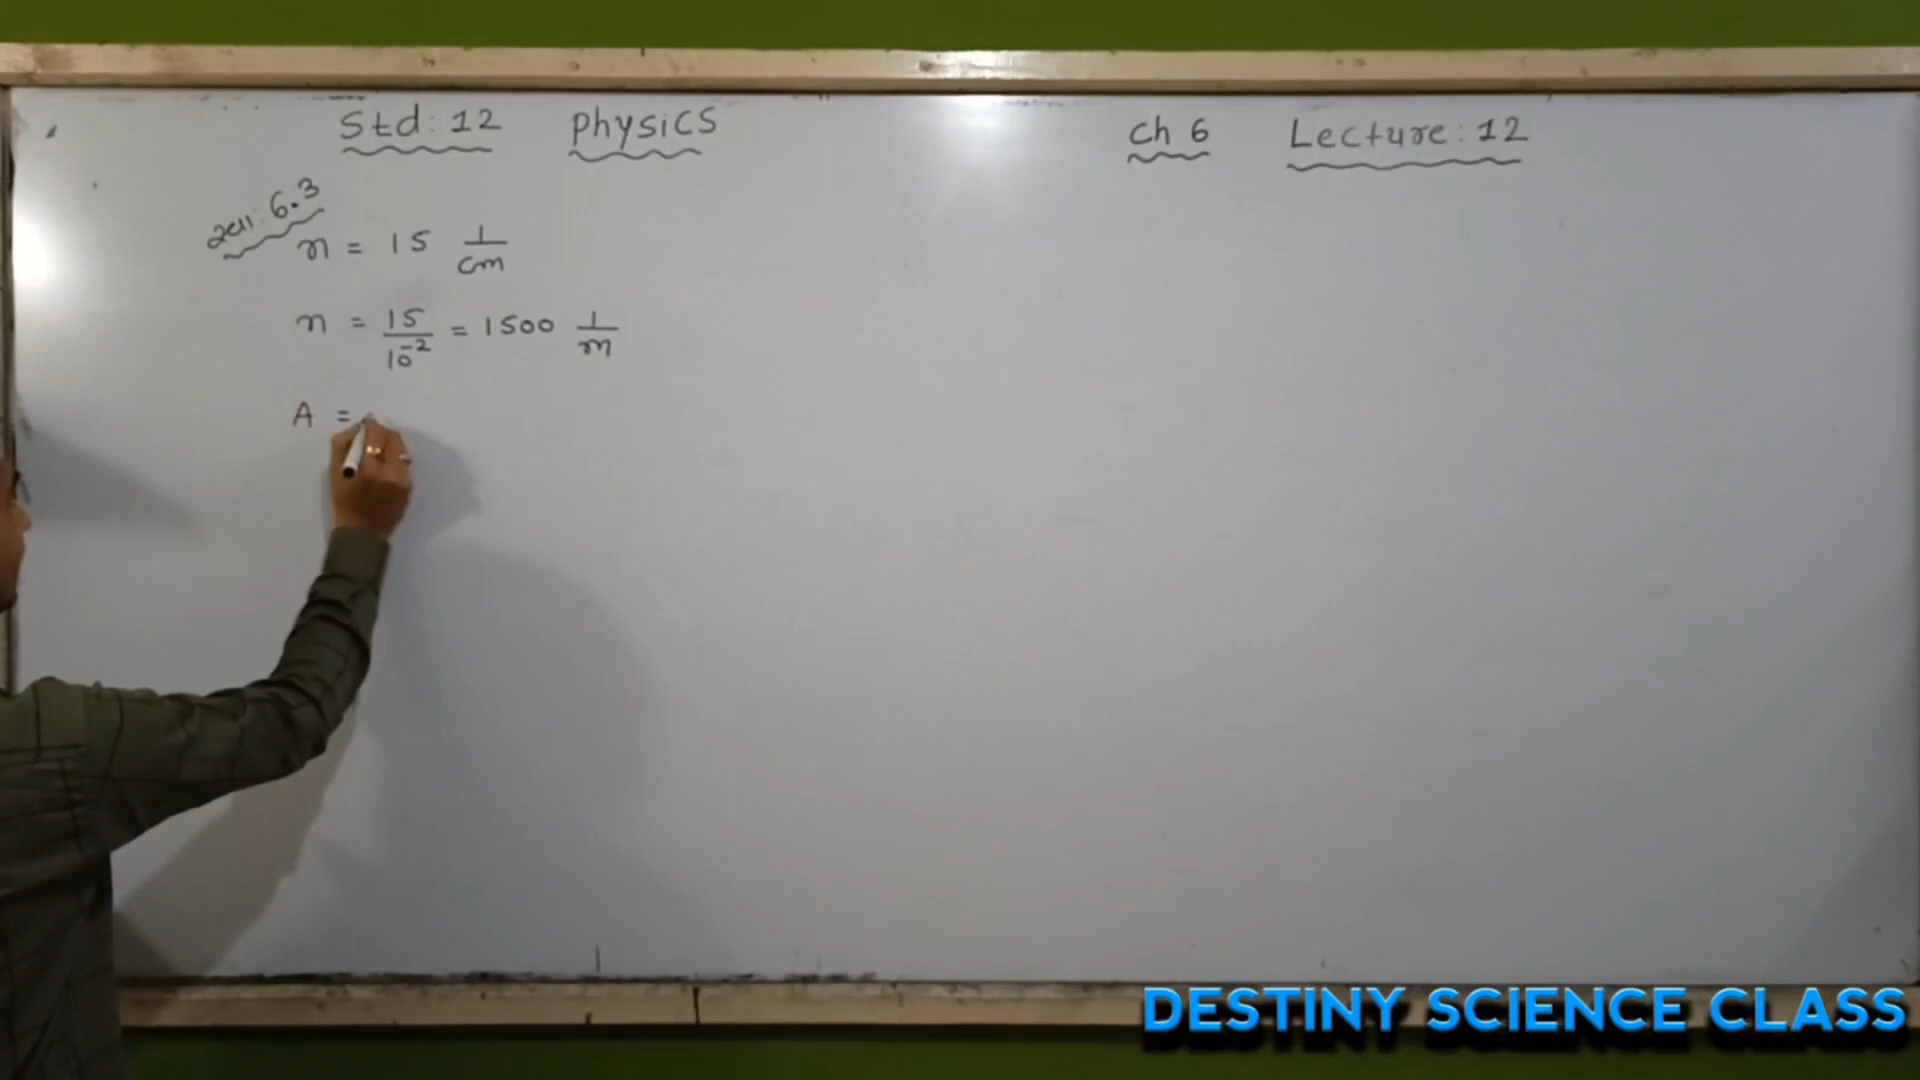 Std: 12 Physics Ch 6 Lecture: 12
: 6.3
n = 15 1/cm
n = 15/10⁻² = 1500 1/m
A =
DESTINY SCIENCE CLASS